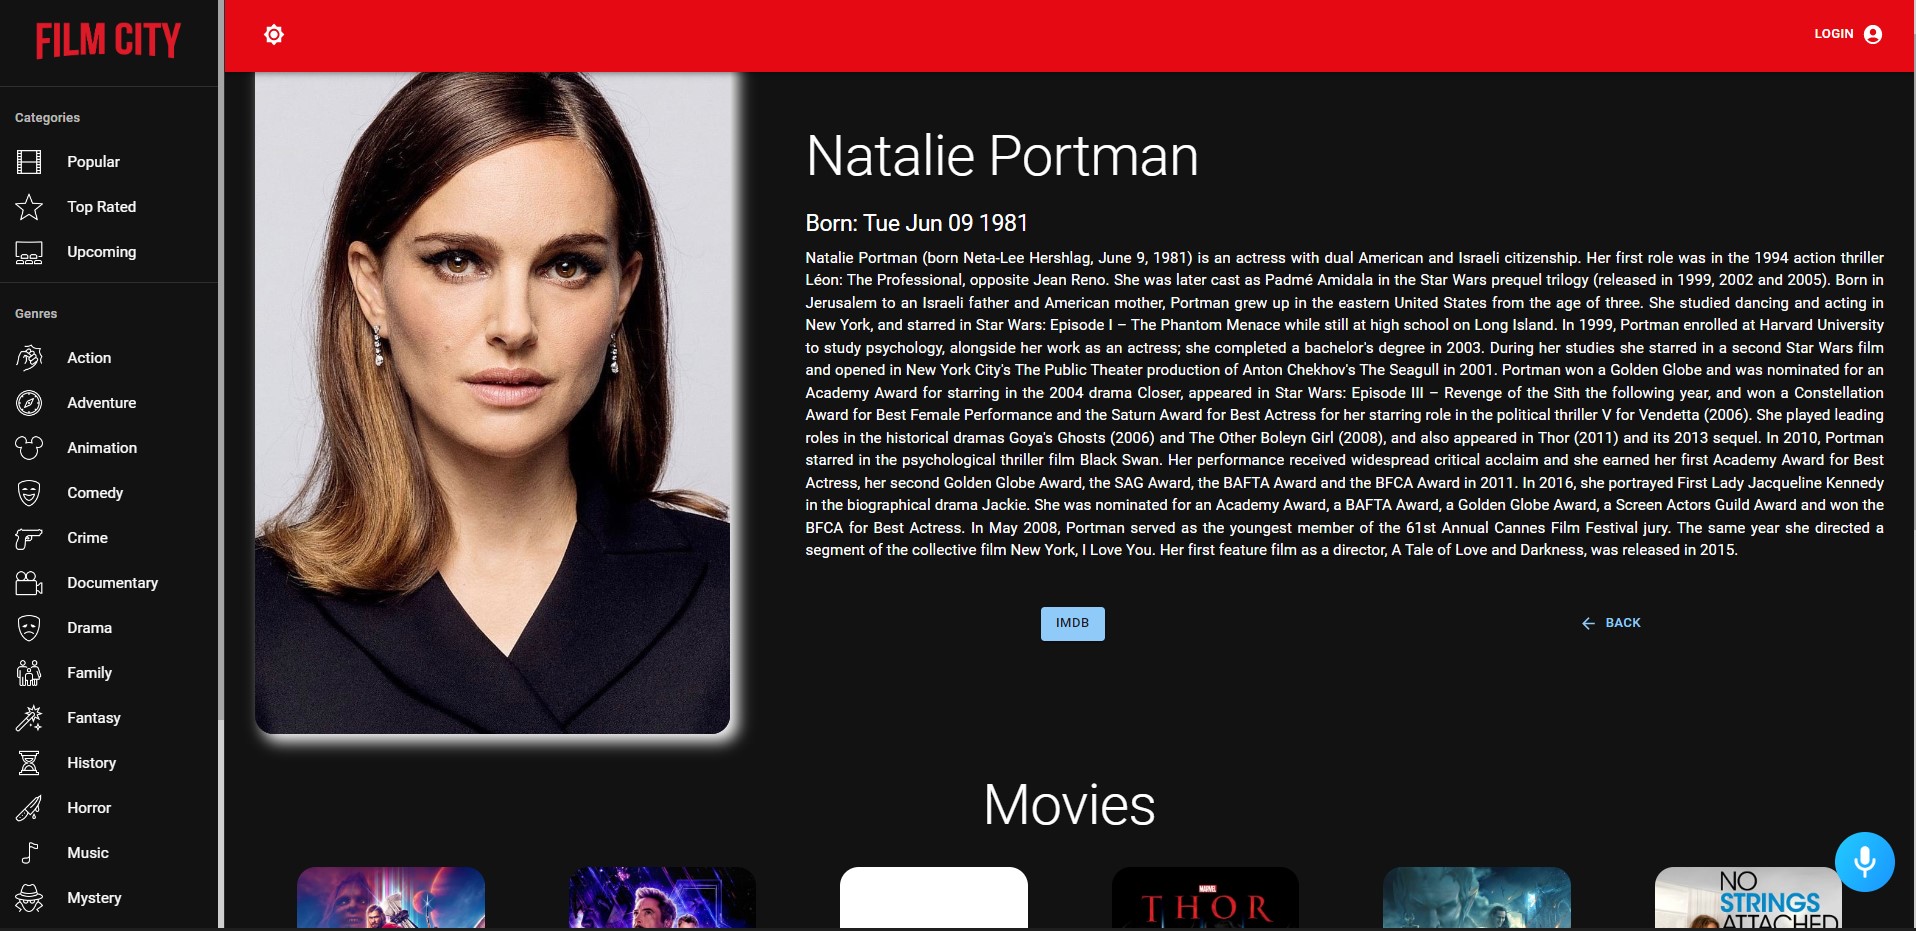 FILM CITY
LOGIN
Categories
Popular
Top Rated
Upcoming
Genres
Action
Adventure
Animation
Comedy
Crime
Documentary
Drama
Family
Fantasy
History
Horror
Music
Mystery
Natalie Portman
Born: Tue Jun 09 1981
Natalie Portman (born Neta-Lee Hershlag, June 9, 1981) is an actress with dual American and Israeli citizenship. Her first role was in the 1994 action thriller
Léon: The Professional, opposite Jean Reno. She was later cast as Padmé Amidala in the Star Wars prequel trilogy (released in 1999, 2002 and 2005). Born in
Jerusalem to an Israeli father and American mother, Portman grew up in the eastern United States from the age of three. She studied dancing and acting in
New York, and starred in Star Wars: Episode I – The Phantom Menace while still at high school on Long Island. In 1999, Portman enrolled at Harvard University
to study psychology, alongside her work as an actress; she completed a bachelor's degree in 2003. During her studies she starred in a second Star Wars film
and opened in New York City's The Public Theater production of Anton Chekhov's The Seagull in 2001. Portman won a Golden Globe and was nominated for an
Academy Award for starring in the 2004 drama Closer, appeared in Star Wars: Episode III – Revenge of the Sith the following year, and won a Constellation
Award for Best Female Performance and the Saturn Award for Best Actress for her starring role in the political thriller V for Vendetta (2006). She played leading
roles in the historical dramas Goya's Ghosts (2006) and The Other Boleyn Girl (2008), and also appeared in Thor (2011) and its 2013 sequel. In 2010, Portman
starred in the psychological thriller film Black Swan. Her performance received widespread critical acclaim and she earned her first Academy Award for Best
Actress, her second Golden Globe Award, the SAG Award, the BAFTA Award and the BFCA Award in 2011. In 2016, she portrayed First Lady Jacqueline Kennedy
in the biographical drama Jackie. She was nominated for an Academy Award, a BAFTA Award, a Golden Globe Award, a Screen Actors Guild Award and won the
BFCA for Best Actress. In May 2008, Portman served as the youngest member of the 61st Annual Cannes Film Festival jury. The same year she directed a
segment of the collective film New York, I Love You. Her first feature film as a director, A Tale of Love and Darkness, was released in 2015.
IMDB
BACK
Movies
MARVEL
THOR
NO
STRINGS
ATTACHED